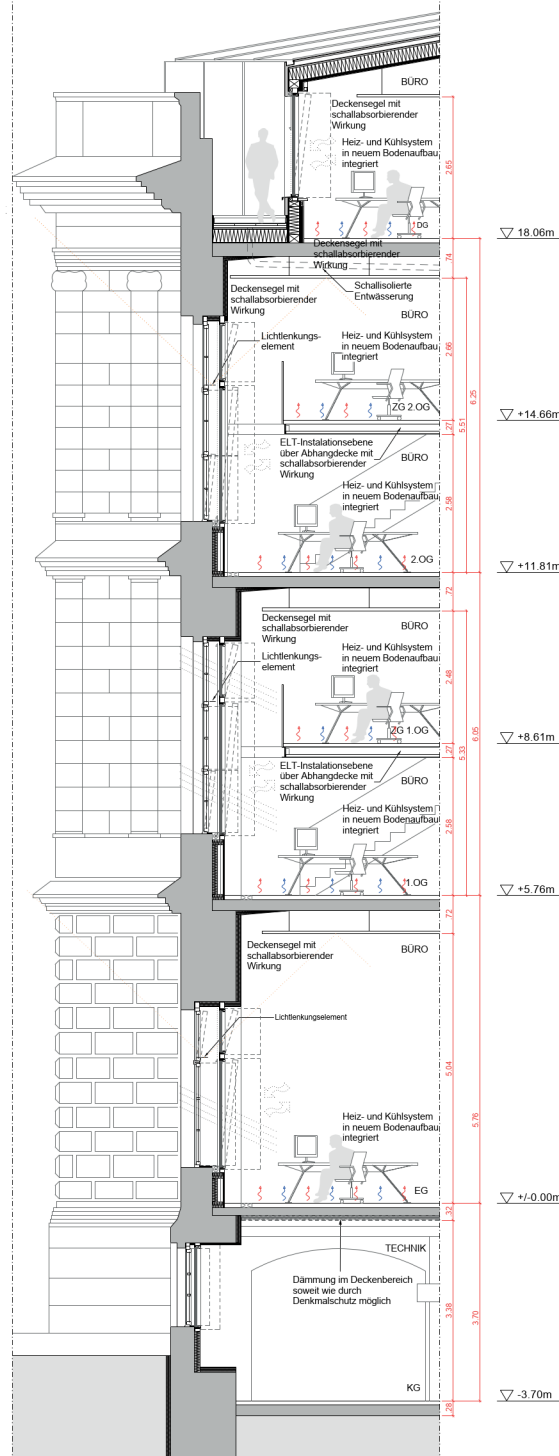 BÜRO
Deckensegel mit
schallabsorbierender
Wirkung
Heiz- und Kühlsystem
in neuem Bodenaufbau
integriert
2.65
DG
18.06m
Deckensegel mit
schallabsorbierender
Wirkung
.74
Schallisolierte
Entwässerung
Deckensegel mit
schallabsorbierender
Wirkung
BÜRO
Lichtlenkungs-
element
Heiz- und Kühlsystem
in neuem Bodenaufbau
integriert
2.66
6.25
5.51
ZG 2.OG
+14.66m
.27
ELT-Instalationsebene
über Abhangdecke mit
schallabsorbierender
Wirkung
BÜRO
Heiz- und Kühlsystem
in neuem Bodenaufbau
integriert
2.58
2.OG
+11.81m
.72
Deckensegel mit
schallabsorbierender
Wirkung
BÜRO
Lichtlenkungs-
element
Heiz- und Kühlsystem
in neuem Bodenaufbau
integriert
2.48
6.05
5.33
ZG 1.OG
+8.61m
.27
ELT-Instalationsebene
über Abhangdecke mit
schallabsorbierender
Wirkung
BÜRO
Heiz- und Kühlsystem
in neuem Bodenaufbau
integriert
2.58
1.OG
+5.76m
.72
Deckensegel mit
schallabsorbierender
Wirkung
BÜRO
Lichtlenkungselement
5.04
5.76
Heiz- und Kühlsystem
in neuem Bodenaufbau
integriert
EG
+/-0.00m
.32
TECHNIK
Dämmung im Deckenbereich
soweit wie durch
Denkmalschutz möglich
3.38
3.70
KG
-3.70m
.28